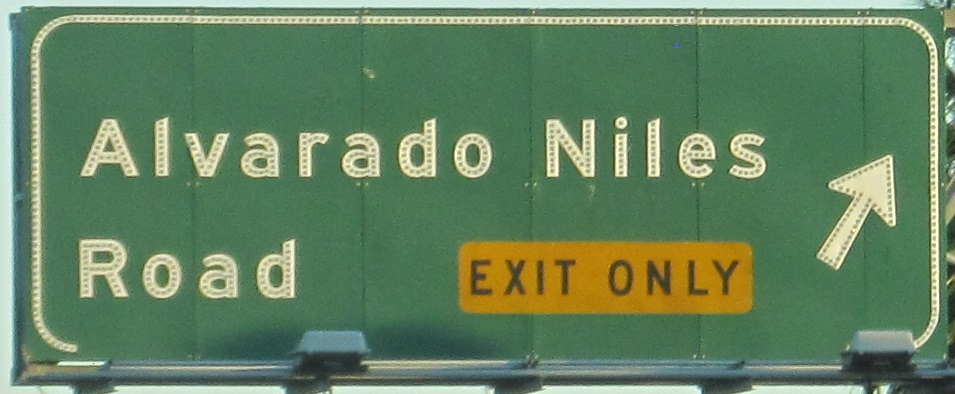 Alvarado Niles
Road
EXIT ONLY